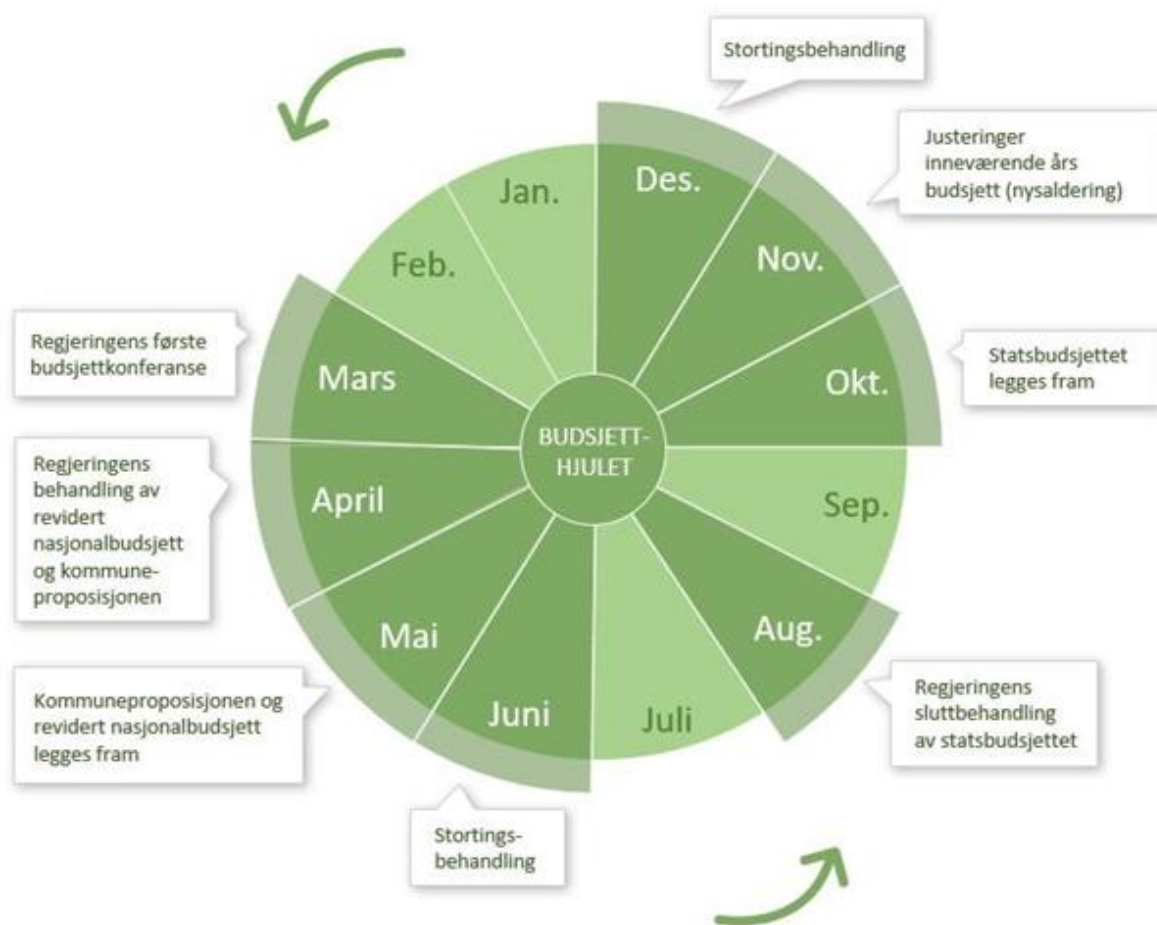 Stortingsbehandling
Justeringer
inneværende års
budsjett (nysaldering)
Des.
Jan.
Nov.
Feb.
Regjeringens første
budsjettkonferanse
Mars
Okt.
Statsbudsjettet
legges fram
BUDSJETT-
HJULET
Regjeringens
behandling av
revidert
nasjonalbudsjett
og kommune-
proposisjonen
April
Sep.
Mai
Aug.
Juni
Juli
Kommuneproposisjonen og
revidert nasjonalbudsjett
legges fram
Regjeringens
sluttbehandling
av statsbudsjettet
Stortings-
behandling